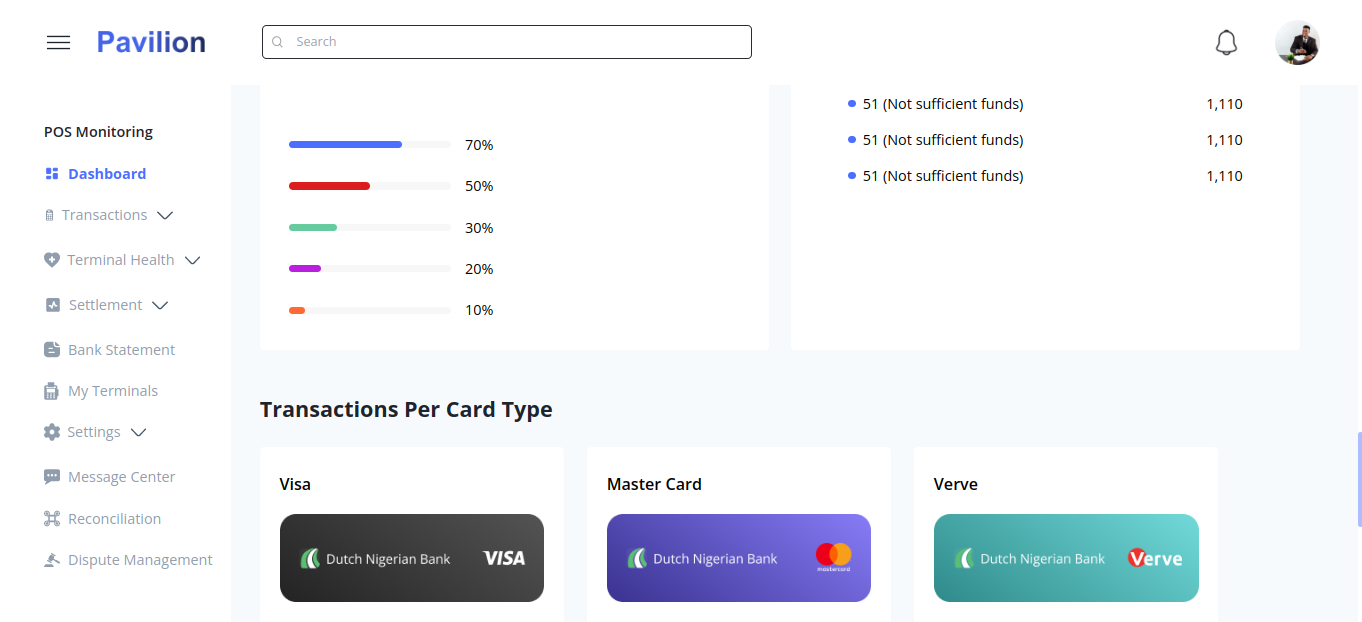 Pavilion
Search
POS Monitoring
Dashboard
Transactions
Terminal Health
Settlement
Bank Statement
My Terminals
Settings
Message Center
Reconciliation
Dispute Management
70%
50%
30%
20%
10%
51 (Not sufficient funds) 1,110
51 (Not sufficient funds) 1,110
51 (Not sufficient funds) 1,110
Transactions Per Card Type
Visa
Dutch Nigerian Bank VISA
Master Card
Dutch Nigerian Bank
mastercard
Verve
Dutch Nigerian Bank Verve